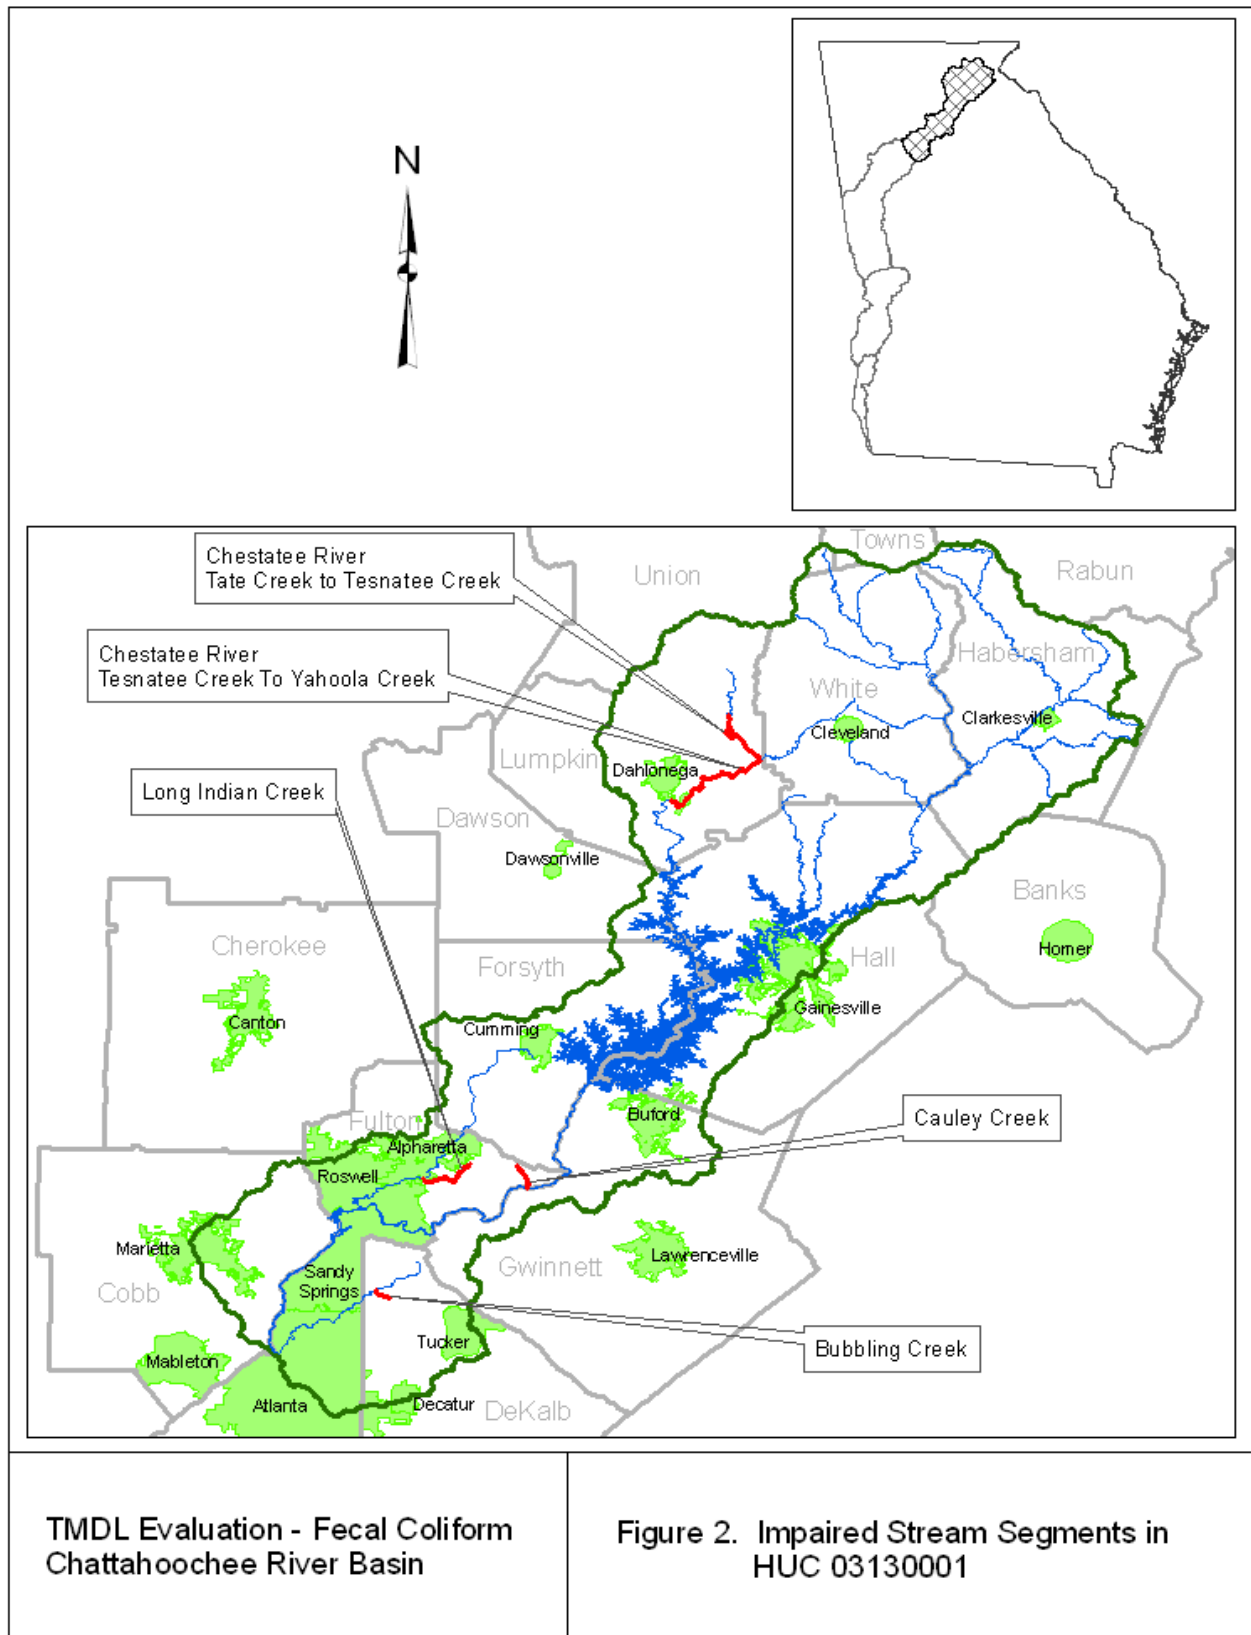 N
Chestatee River
Tate Creek to Tesnatee Creek
Chestatee River
Tesnatee Creek To Yahoola Creek
Long Indian Creek
Cauley Creek
Bubbling Creek
Towns
Union
Rabun
Habersham
White
Clarkesville
Cleveland
Lumpkin
Dahlonega
Dawson
Dawsonville
Banks
Homer
Cherokee
Forsyth
Hall
Canton
Cumming
Gainesville
Buford
Fulton
Alpharetta
Roswell
Marietta
Gwinnett
Lawrenceville
Cobb
Sandy
Springs
Tucker
Mableton
Atlanta
Decatur
DeKalb
TMDL Evaluation - Fecal Coliform
Chattahoochee River Basin
Figure 2. Impaired Stream Segments in
HUC 03130001